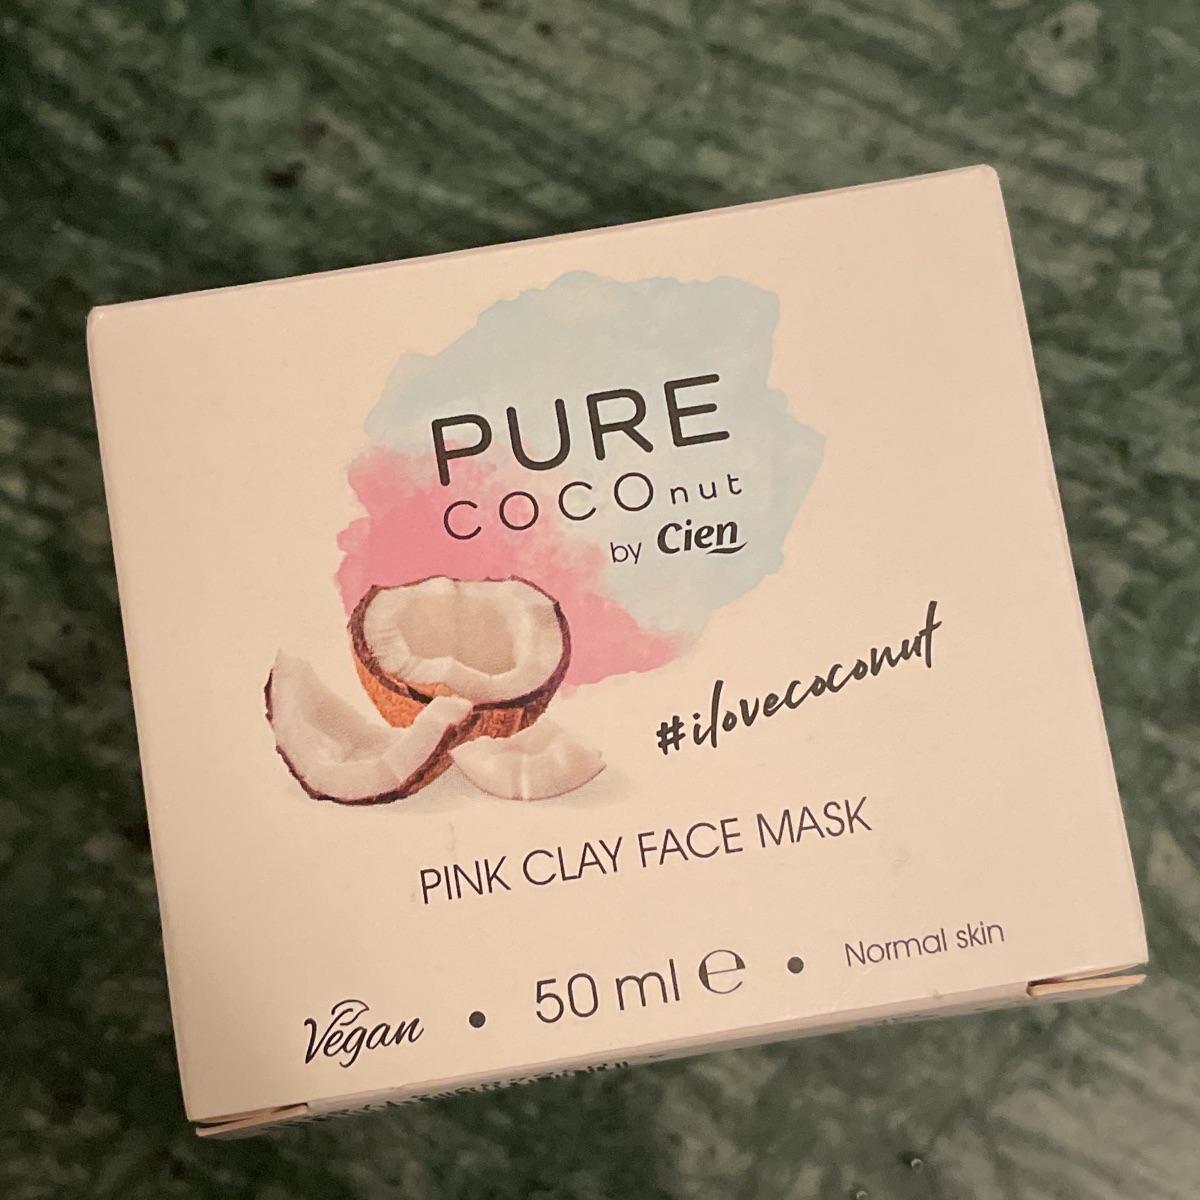 PURE
COCOnut
by Cien
#ilovecoconut
PINK CLAY FACE MASK
Vegan • 50 ml ℮ • Normal skin